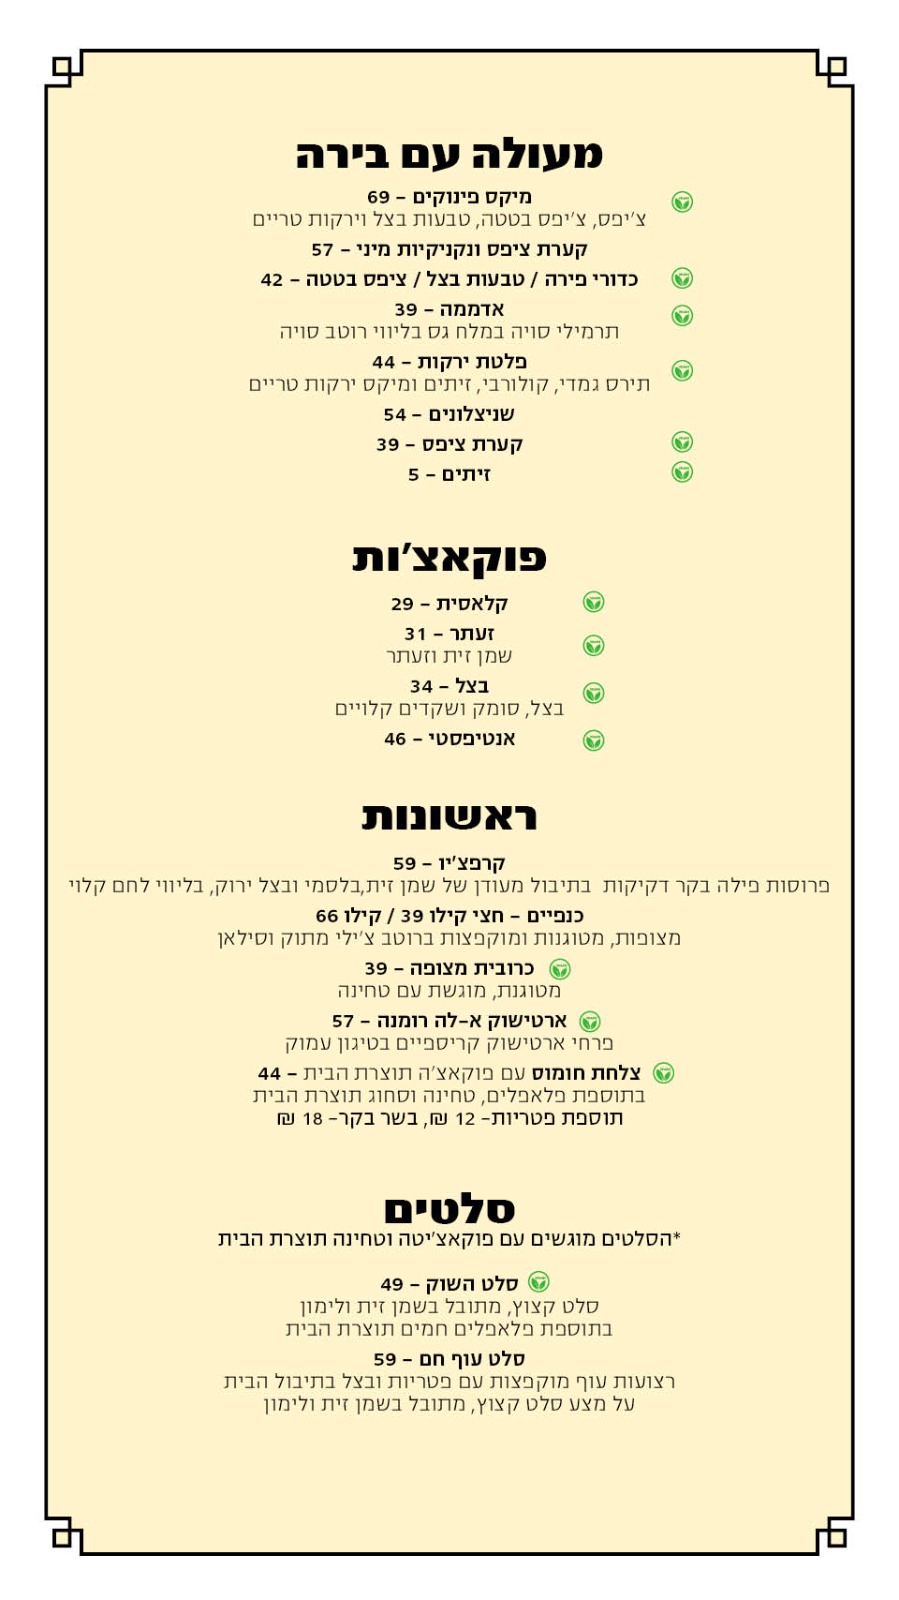 מעולה עם בירה
מיקס פינוקים – 69
צ'יפס, צ'יפס בטטה, טבעות בצל וירקות טריים
קערת ציפס ונקניקיות מיני – 57
כדורי פירה / טבעות בצל / ציפס בטטה – 42
אדממה – 39
תרמילי סויה במלח גס בליווי רוטב סויה
פלטת ירקות – 44
תירס גמדי, קולורבי, זיתים ומיקס ירקות טריים
שניצלונים – 54
קערת ציפס – 39
זיתים – 5
פוקאצ'ות
קלאסית – 29
זעתר – 31
שמן זית וזעתר
בצל – 34
בצל, סומק ושקדים קלויים
אנטיפסטי – 46
ראשונות
קרפצ'יו – 59
פרוסות פילה בקר דקיקות בתיבול מעודן של שמן זית,בלסמי ובצל ירוק, בליווי לחם קלוי
כנפיים – חצי קילו 39 / קילו 66
מצופות, מטוגנות ומוקפצות ברוטב צ'ילי מתוק וסילאן
כרובית מצופה – 39
מטוגנת, מוגשת עם טחינה
ארטישוק א-לה רומנה – 57
פרחי ארטישוק קריספיים בטיגון עמוק
צלחת חומוס עם פוקאצ'ה תוצרת הבית – 44
בתוספת פלאפלים, טחינה וסחוג תוצרת הבית
תוספת פטריות- 12 ₪, בשר בקר- 18 ₪
סלטים
*הסלטים מוגשים עם פוקאצ'יטה וטחינה תוצרת הבית
סלט השוק – 49
סלט קצוץ, מתובל בשמן זית ולימון
בתוספת פלאפלים חמים תוצרת הבית
סלט עוף חם – 59
רצועות עוף מוקפצות עם פטריות ובצל בתיבול הבית
על מצע סלט קצוץ, מתובל בשמן זית ולימון